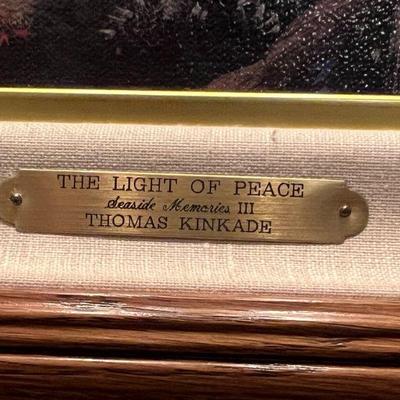 THE LIGHT OF PEACE
Seaside Memories III
THOMAS KINKADE